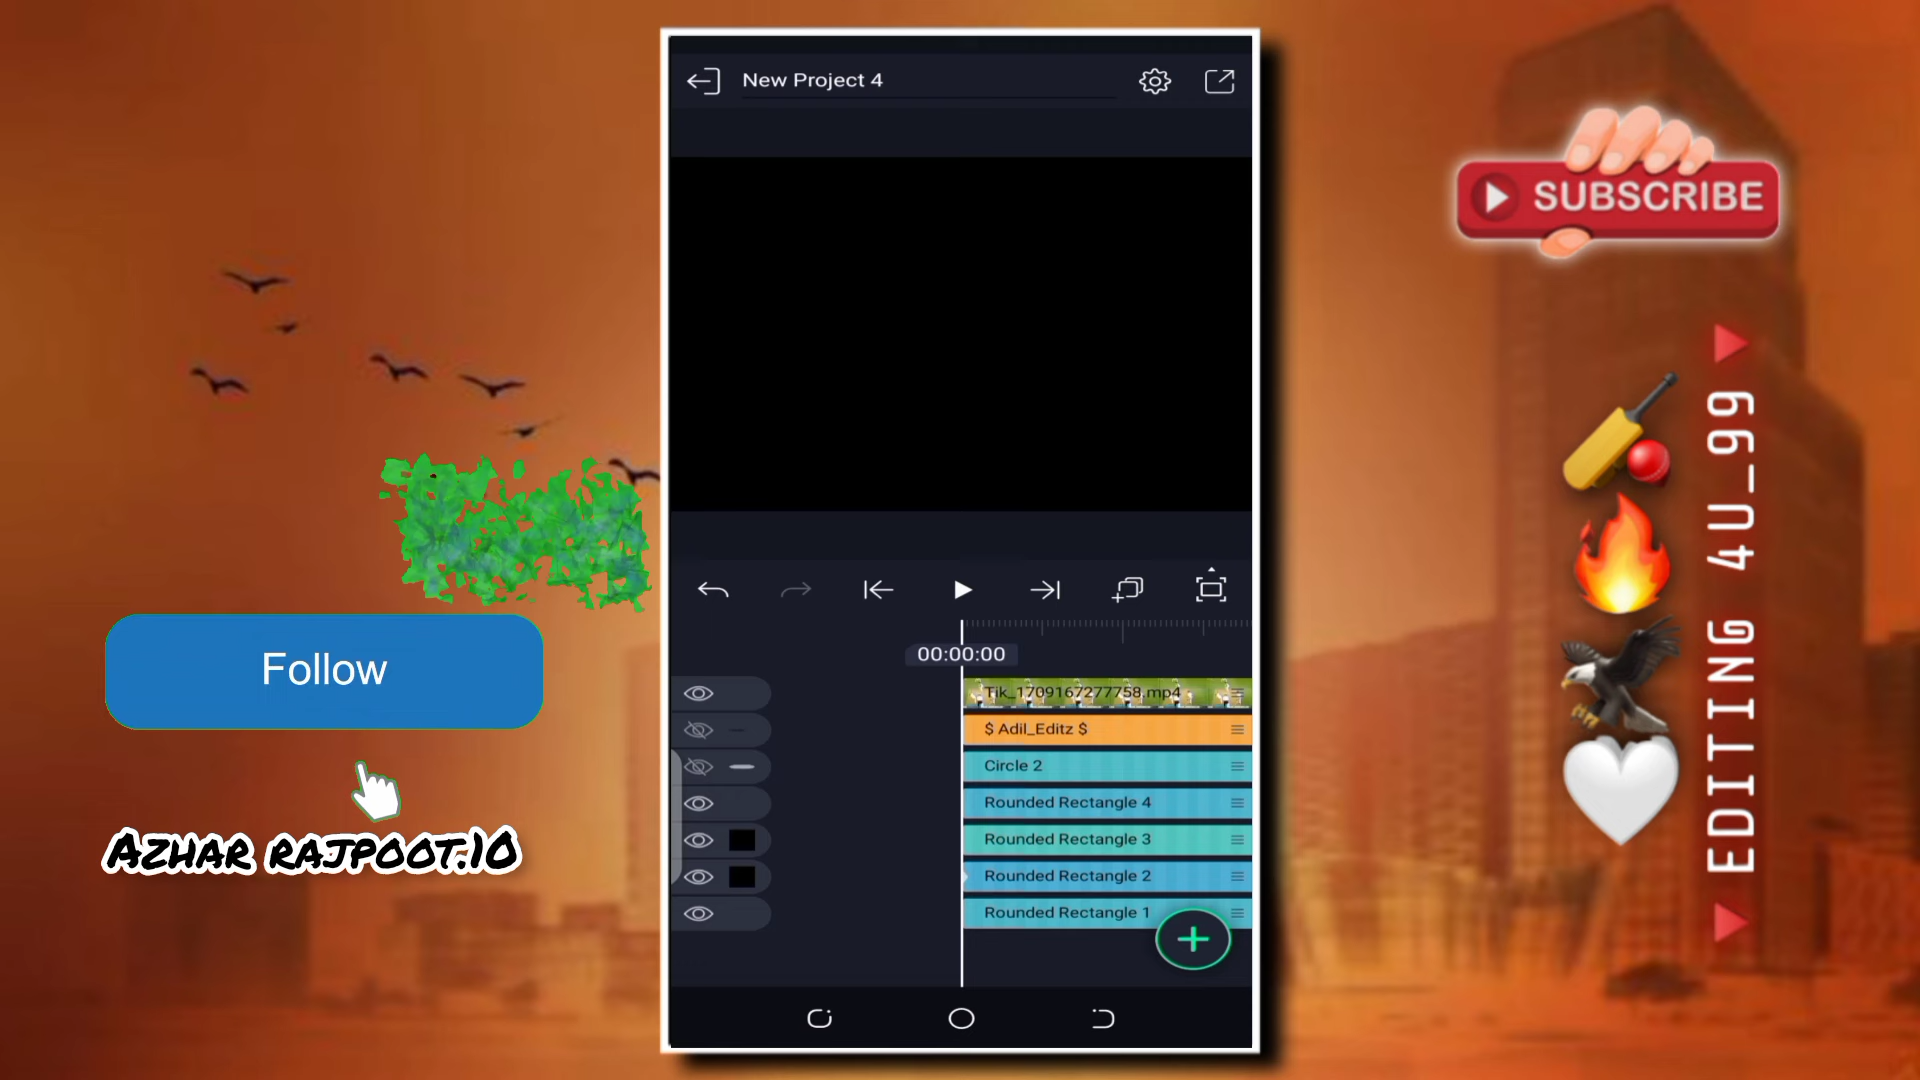 New Project 4
SUBSCRIBE
EDITING 4U_99
Follow
AZHAR RAJPOOT.10
00:00:00
Tik_1709167277758.mp4
$ Adil_Editz $
Circle 2
Rounded Rectangle 4
Rounded Rectangle 3
Rounded Rectangle 2
Rounded Rectangle 1